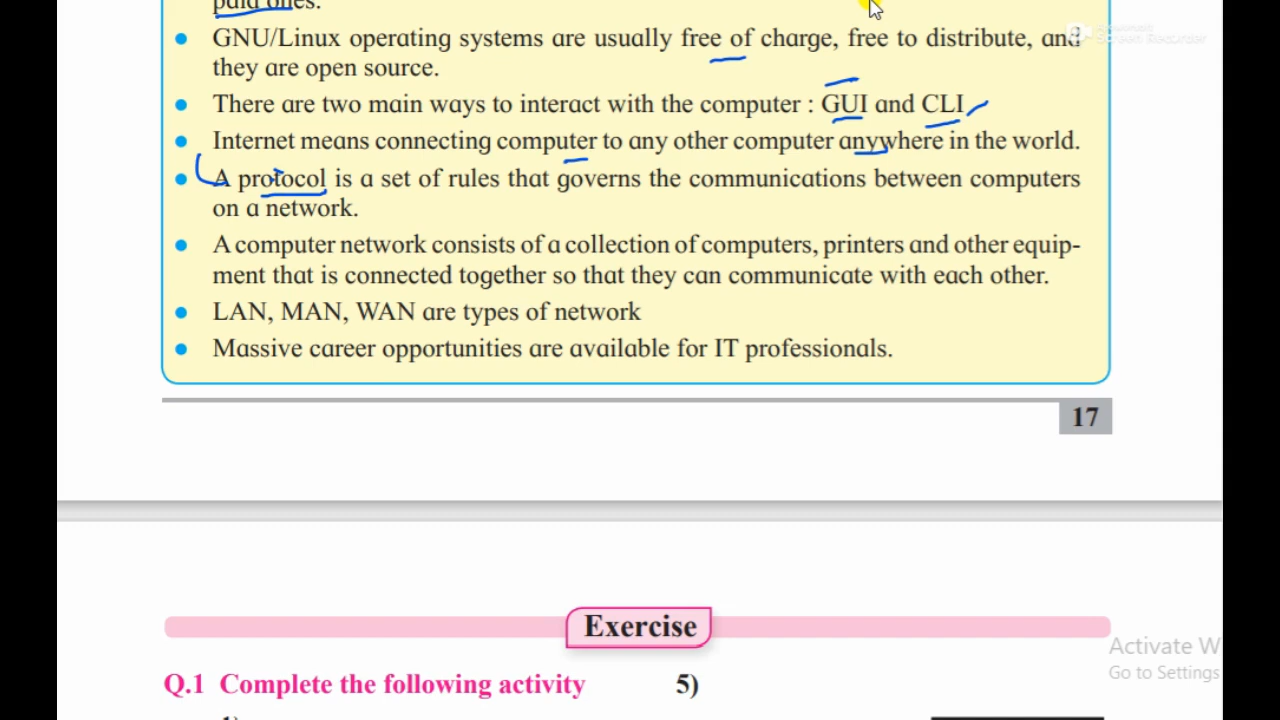 paid ones.
GNU/Linux operating systems are usually free of charge, free to distribute, and
they are open source.
There are two main ways to interact with the computer : GUI and CLI
Internet means connecting computer to any other computer anywhere in the world.
A protocol is a set of rules that governs the communications between computers
on a network.
A computer network consists of a collection of computers, printers and other equip-
ment that is connected together so that they can communicate with each other.
LAN, MAN, WAN are types of network
Massive career opportunities are available for IT professionals.
17
Exercise
Q.1 Complete the following activity
5)
1)
Screen Recorder
Activate W
Go to Settings